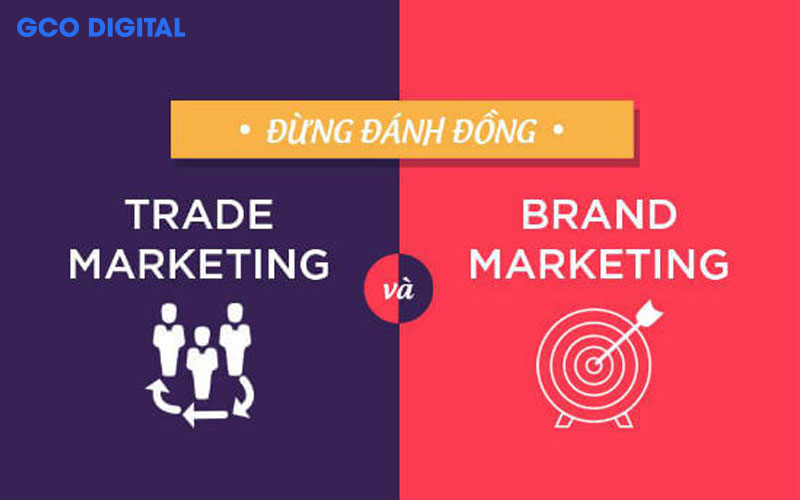 GCO DIGITAL
• ĐỪNG ĐÁNH ĐỒNG •
TRADE
MARKETING
và
BRAND
MARKETING